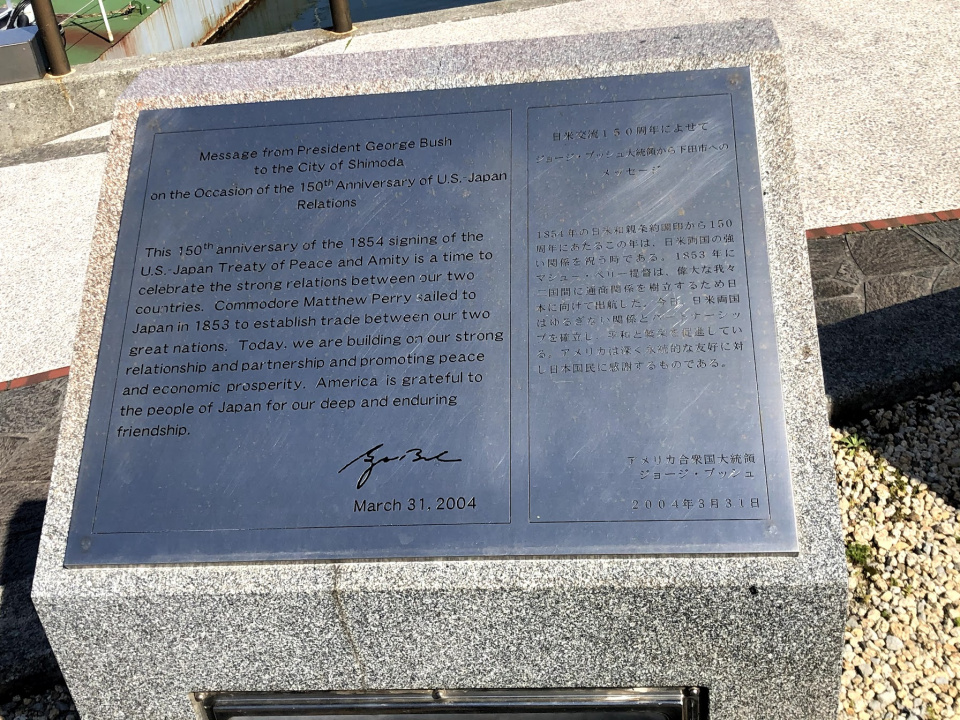 Message from President George Bush
to the City of Shimoda
on the Occasion of the 150th Anniversary of U.S.-Japan
Relations
This 150th anniversary of the 1854 signing of the
U.S.-Japan Treaty of Peace and Amity is a time to
celebrate the strong relations between our two
countries. Commodore Matthew Perry sailed to
Japan in 1853 to establish trade between our two
great nations. Today, we are building on our strong
relationship and partnership and promoting peace
and economic prosperity. America is grateful to
the people of Japan for our deep and enduring
friendship.
March 31, 2004
日米交流150周年によせて
ジョージ・ブッシュ大統領から下田市への
メッセージ
1854年の日米和親条約調印から150
周年にあたるこの年は、日米両国の強
い関係を祝う時である。1853年に
マシュー・ペリー提督は、偉大な我々
二国間に通商関係を樹立するため日
本に向けて出航した。今日、日米両国
はゆるぎない関係とパートナーシッ
プを確立し、平和と を促進してい
る。アメリカは深く永続的な友好に対
し日本国民に感謝するものである。
アメリカ合衆国大統領
ジョージ・ブッシュ
2004年3月31日